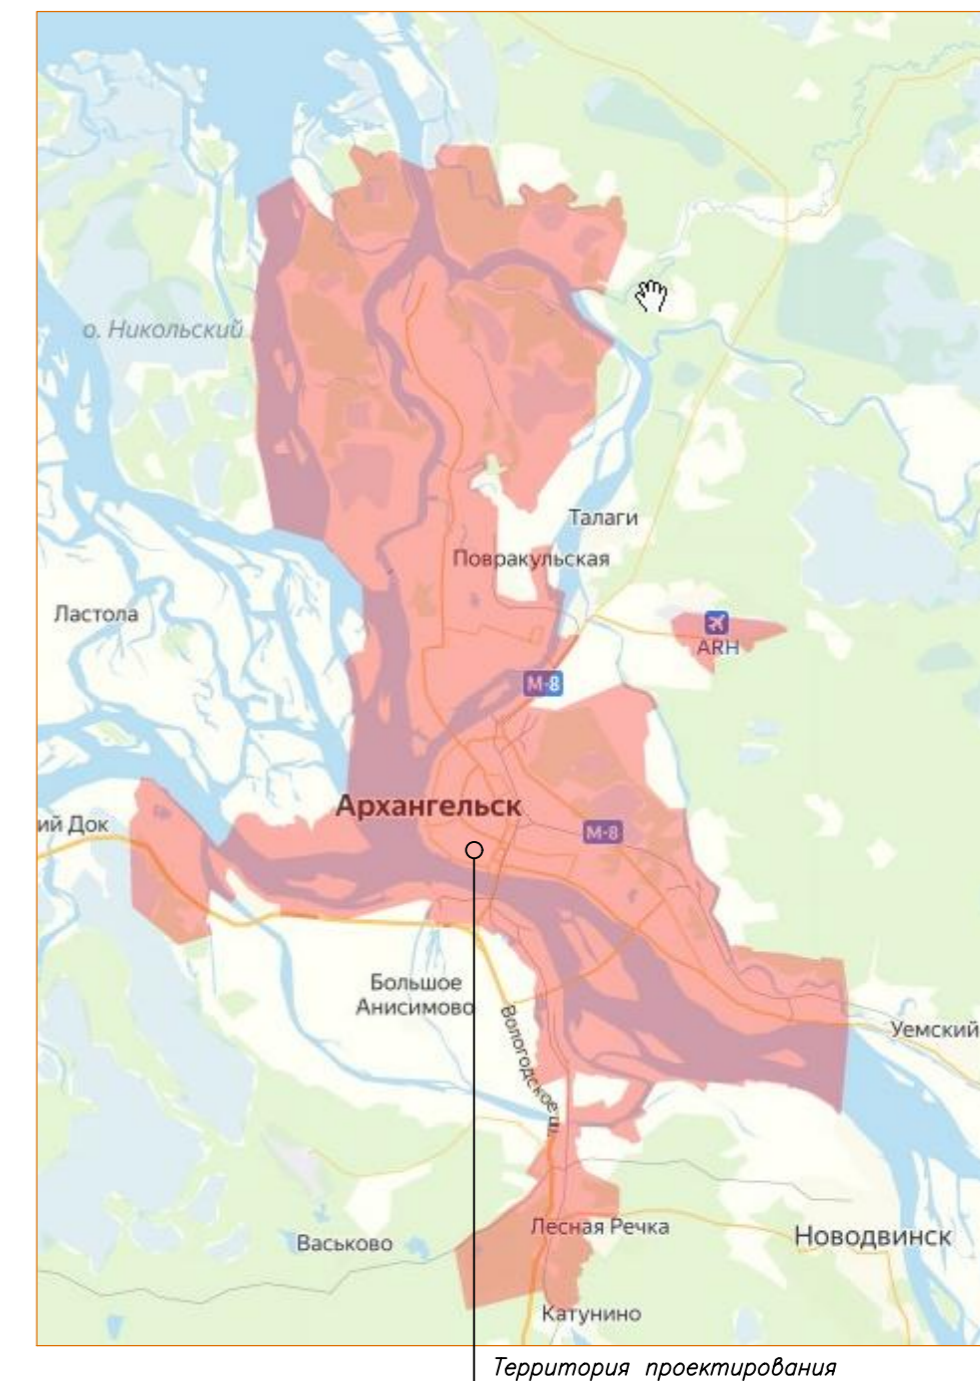 о. Никольский
Талаги
Повракульская
Ластола
ARH
М-8
Архангельск
ий Док
М-8
Большое
Анисимово
Вологодское ш.
Уемский
Лесная Речка
Новодвинск
Васьково
Катунино
Территория проектирования